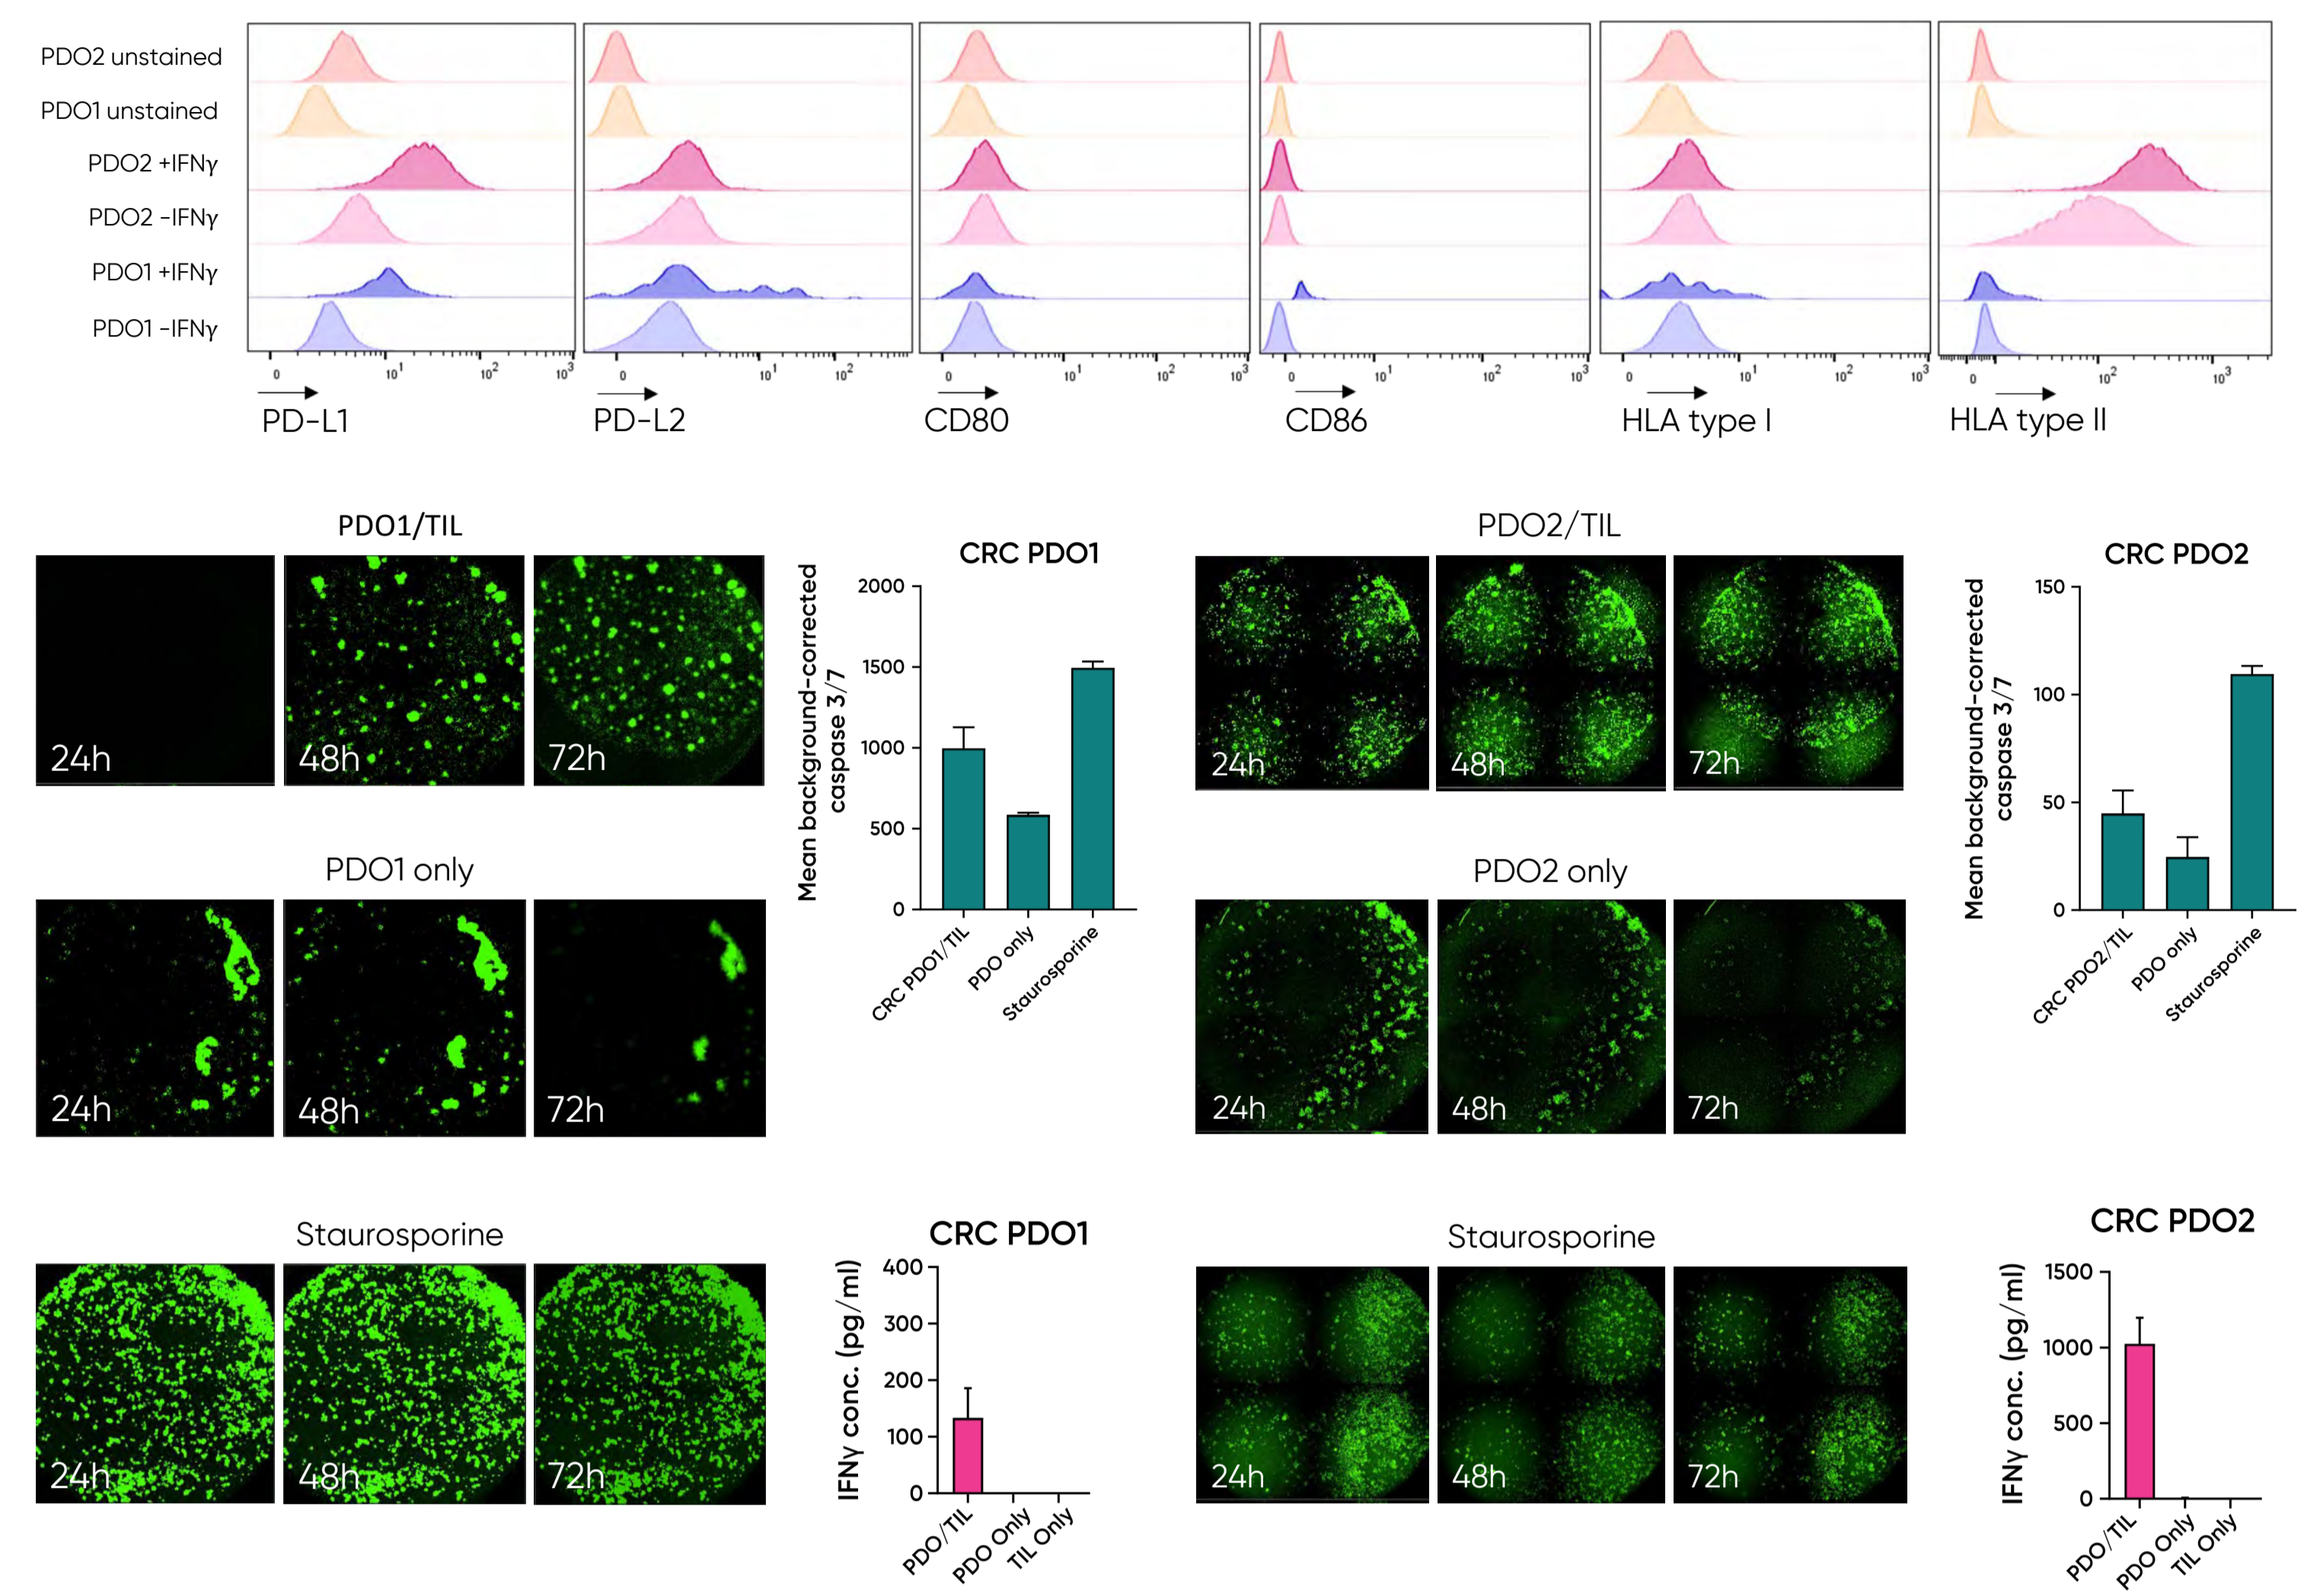 PDO2 unstained
PDO1 unstained
PDO2 +IFNγ
PDO2 −IFNγ
PDO1 +IFNγ
PDO1 −IFNγ
0 10¹ 10² 10³
0 10¹ 10²
0 10¹ 10² 10³
0 10¹ 10² 10³
0 10¹ 10² 10³
0 10² 10³
PD-L1
PD-L2
CD80
CD86
HLA type I
HLA type II
PDO1/TIL
24h
48h
72h
PDO1 only
24h
48h
72h
Staurosporine
24h
48h
72h
CRC PDO1
Mean background-corrected
caspase 3/7
2000
1500
1000
500
0
CRC PDO1/TIL
PDO only
Staurosporine
CRC PDO1
IFNγ conc. (pg/ml)
400
300
200
100
0
PDO/TIL
PDO Only
TIL Only
PDO2/TIL
24h
48h
72h
PDO2 only
24h
48h
72h
Staurosporine
24h
48h
72h
CRC PDO2
Mean background-corrected
caspase 3/7
150
100
50
0
CRC PDO2/TIL
PDO only
Staurosporine
CRC PDO2
IFNγ conc. (pg/ml)
1500
1000
500
0
PDO/TIL
PDO Only
TIL Only